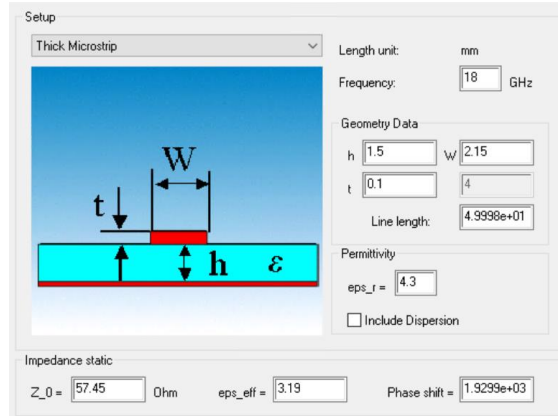 Setup
Thick Microstrip
Length unit: mm
Frequency: 18 GHz
W
t
h ε
Geometry Data
h 1.5 W 2.15
t 0.1 4
Line length: 4.9998e+01
Permittivity
eps_r = 4.3
Include Dispersion
Impedance static
Z_0 = 57.45 Ohm eps_eff = 3.19 Phase shift = 1.9299e+03